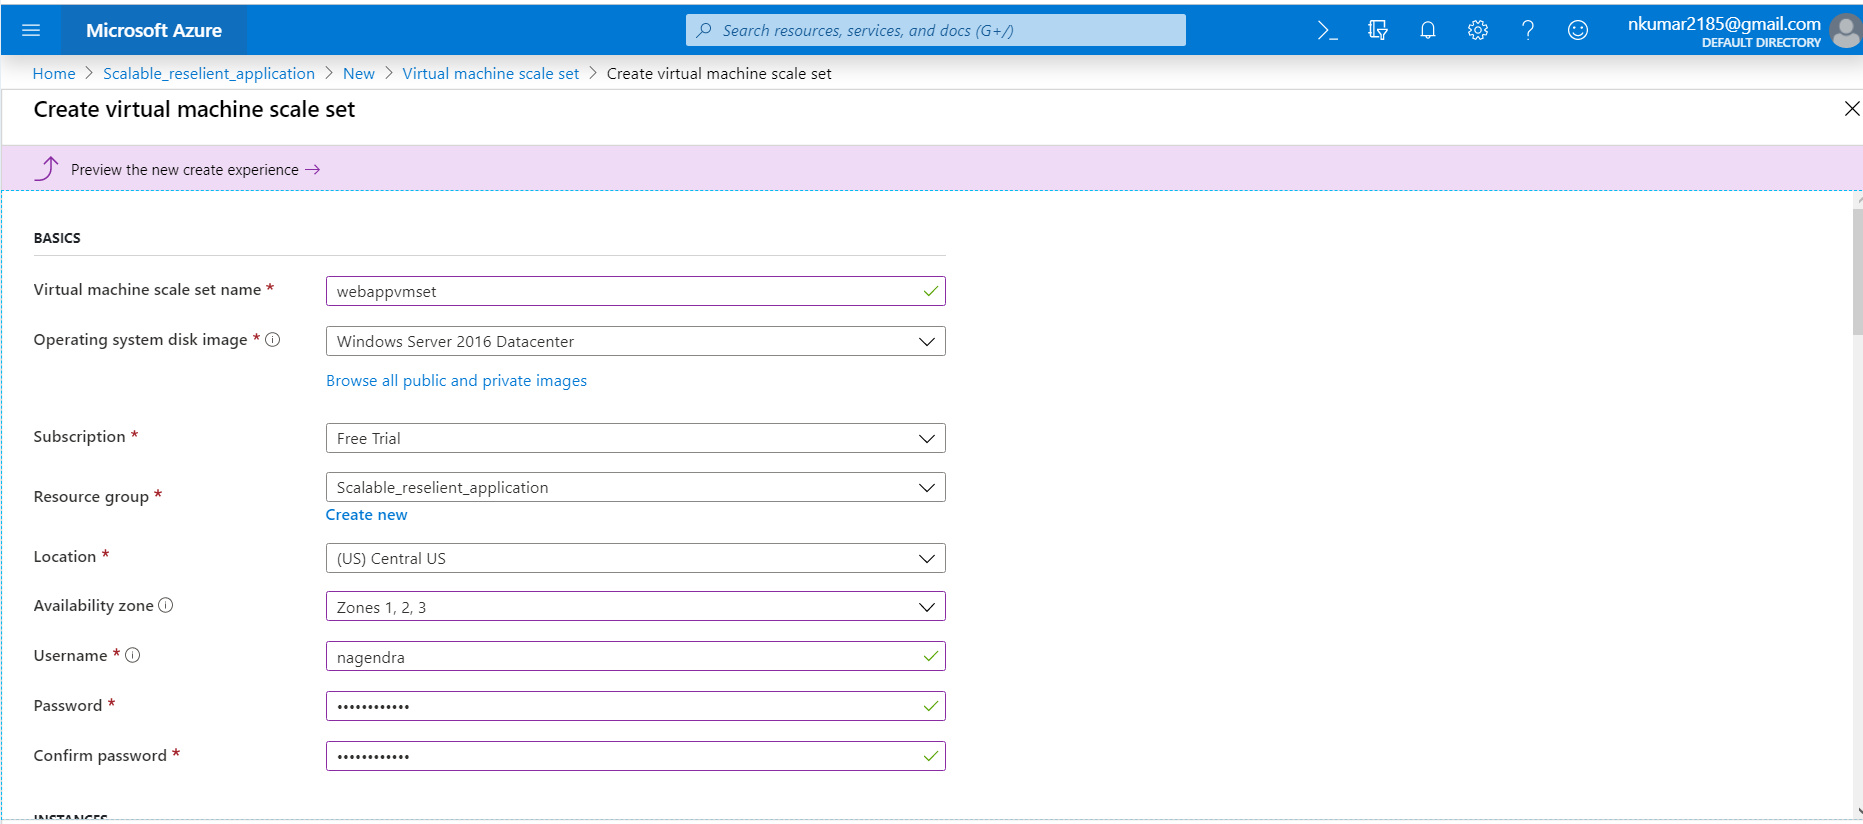 Microsoft Azure
Search resources, services, and docs (G+/)
nkumar2185@gmail.com
DEFAULT DIRECTORY
Home > Scalable_reselient_application > New > Virtual machine scale set > Create virtual machine scale set
Create virtual machine scale set
Preview the new create experience →
BASICS
Virtual machine scale set name *
webappvmset
Operating system disk image *
Windows Server 2016 Datacenter
Browse all public and private images
Subscription *
Free Trial
Resource group *
Scalable_reselient_application
Create new
Location *
(US) Central US
Availability zone
Zones 1, 2, 3
Username *
nagendra
Password *
••••••••••••
Confirm password *
••••••••••••
INSTANCES